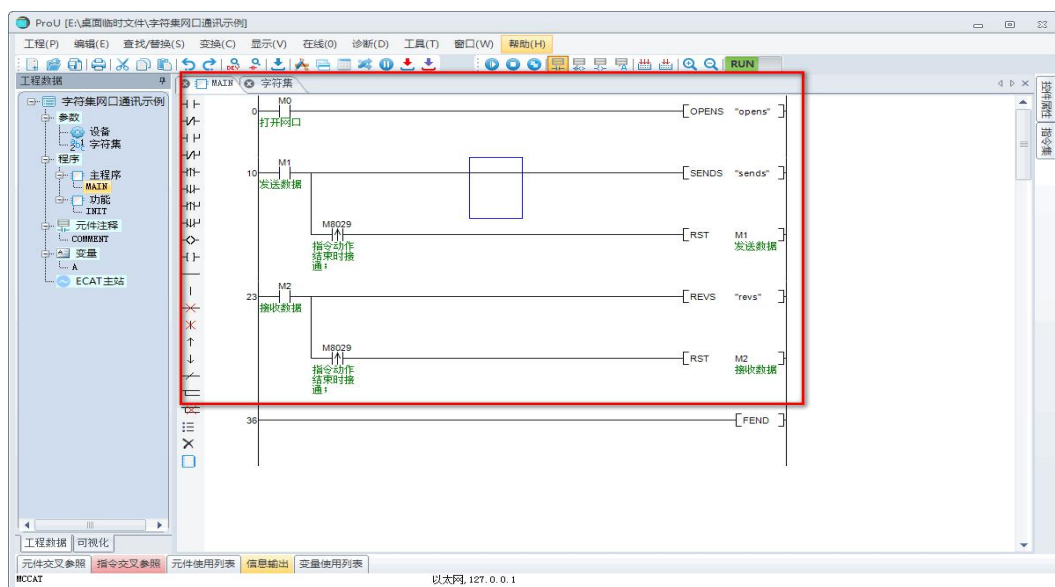 ProU [E:\桌面临时文件\字符集网口通讯示例]
工程(P) 编辑(E) 查找/替换(S) 变换(C) 显示(V) 在线(O) 诊断(D) 工具(T) 窗口(W) 帮助(H)
DEV RUN
工程数据
MAIN 字符集
字符集网口通讯示例
参数
设备
字符集
程序
主程序
MAIN
功能
INIT
元件注释
COMMENT
变量
A
ECAT主站
0 M0 OPENS "opens"
打开网口
10 M1 SENDS "sends"
发送数据
M8029 RST M1
指令动作 发送数据
结束时接
通;
23 M2 REVS "revs"
接收数据
M8029 RST M2
指令动作 接收数据
结束时接
通;
36 FEND
控件属性
指令集
工程数据 可视化
元件交叉参照 指令交叉参照 元件使用列表 信息输出 变量使用列表
MCCAT 以太网, 127.0.0.1